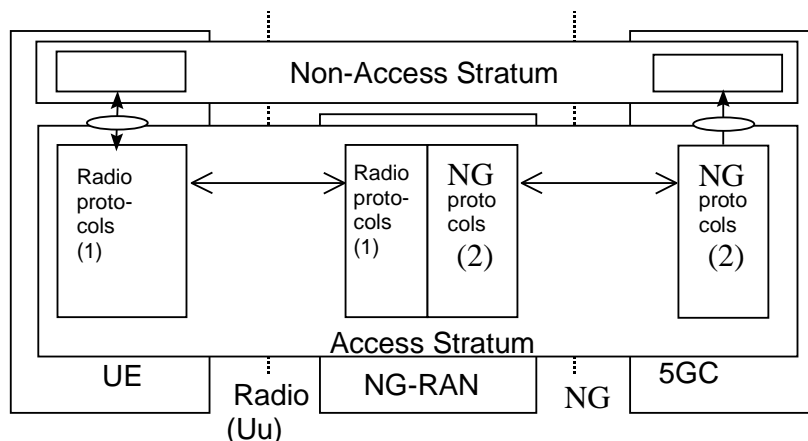 Non-Access Stratum
Radio
proto-
cols
(1)
Radio
proto-
cols
(1)
NG
proto
cols
(2)
NG
proto
cols
(2)
Access Stratum
UE
Radio
(Uu)
NG-RAN
NG
5GC